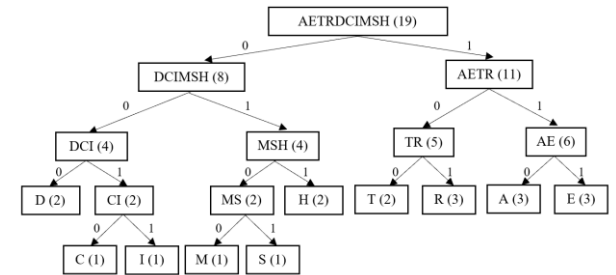 AETRDCIMSH (19)
0 1
DCIMSH (8) AETR (11)
0 1 0 1
DCI (4) MSH (4) TR (5) AE (6)
0 1 0 1 0 1 0 1
D (2) CI (2) MS (2) H (2) T (2) R (3) A (3) E (3)
0 1 0 1
C (1) I (1) M (1) S (1)